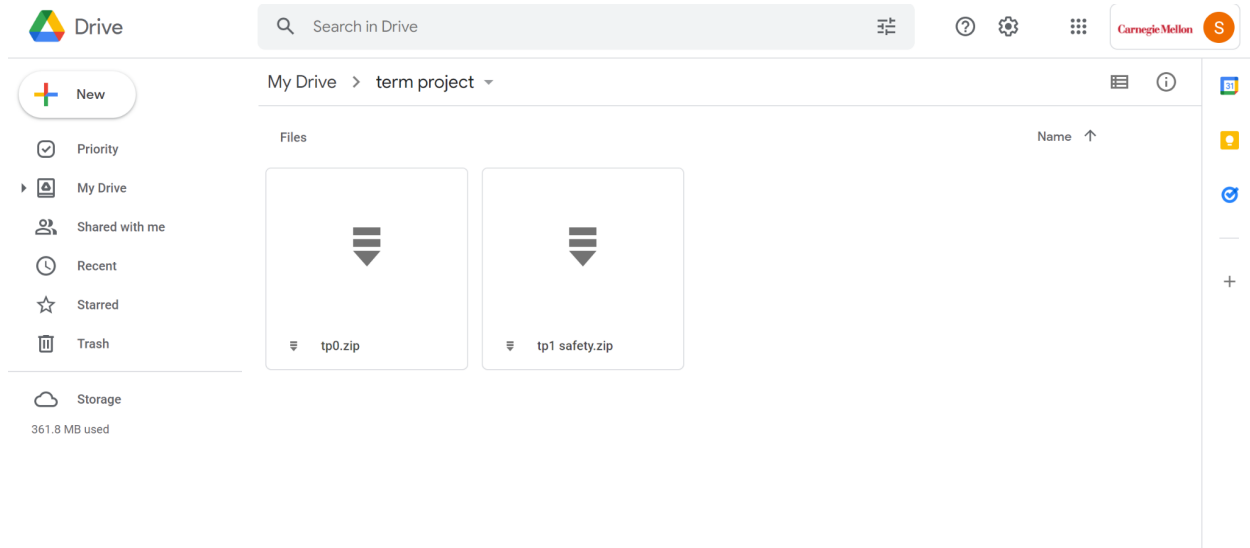 Drive
Search in Drive
Carnegie Mellon
S
New
My Drive > term project
31
Files
Name
Priority
My Drive
Shared with me
Recent
Starred
Trash
tp0.zip
tp1 safety.zip
Storage
361.8 MB used